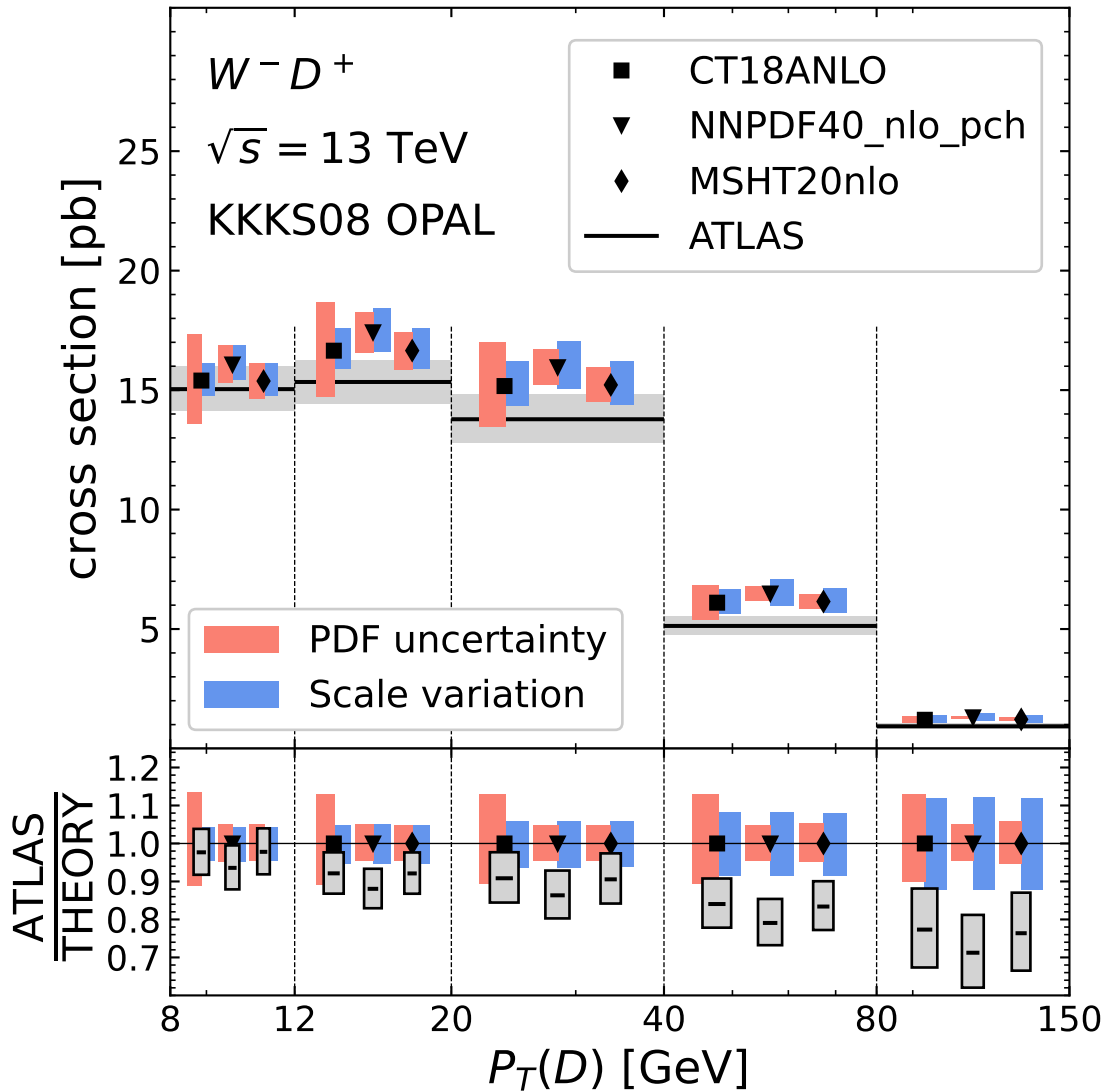 W⁻D⁺
√s = 13 TeV
KKKS08 OPAL
CT18ANLO
NNPDF40_nlo_pch
MSHT20nlo
ATLAS
cross section [pb]
25
20
15
10
5
PDF uncertainty
Scale variation
ATLAS
THEORY
1.2
1.1
1.0
0.9
0.8
0.7
8 12 20 40 80 150
P_T(D) [GeV]